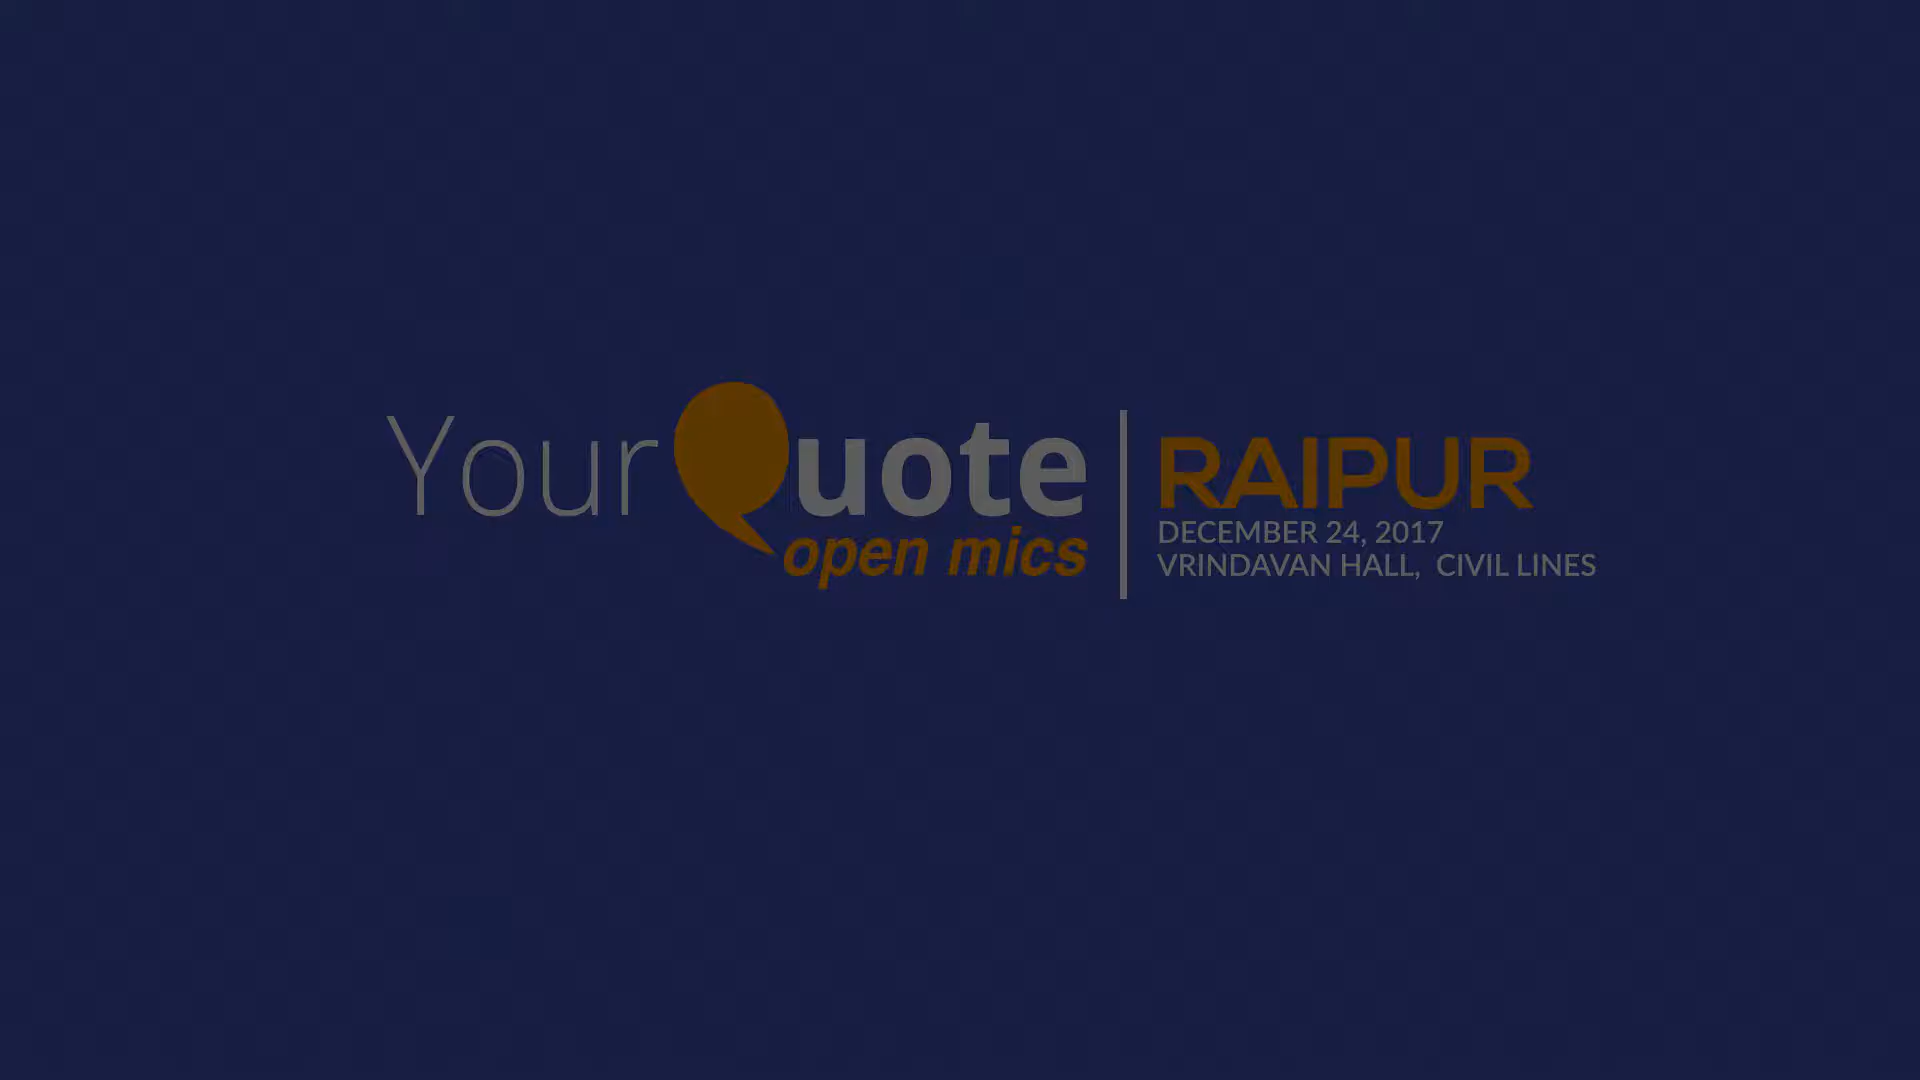 YourQuote
open mics
RAIPUR
DECEMBER 24, 2017
VRINDAVAN HALL, CIVIL LINES